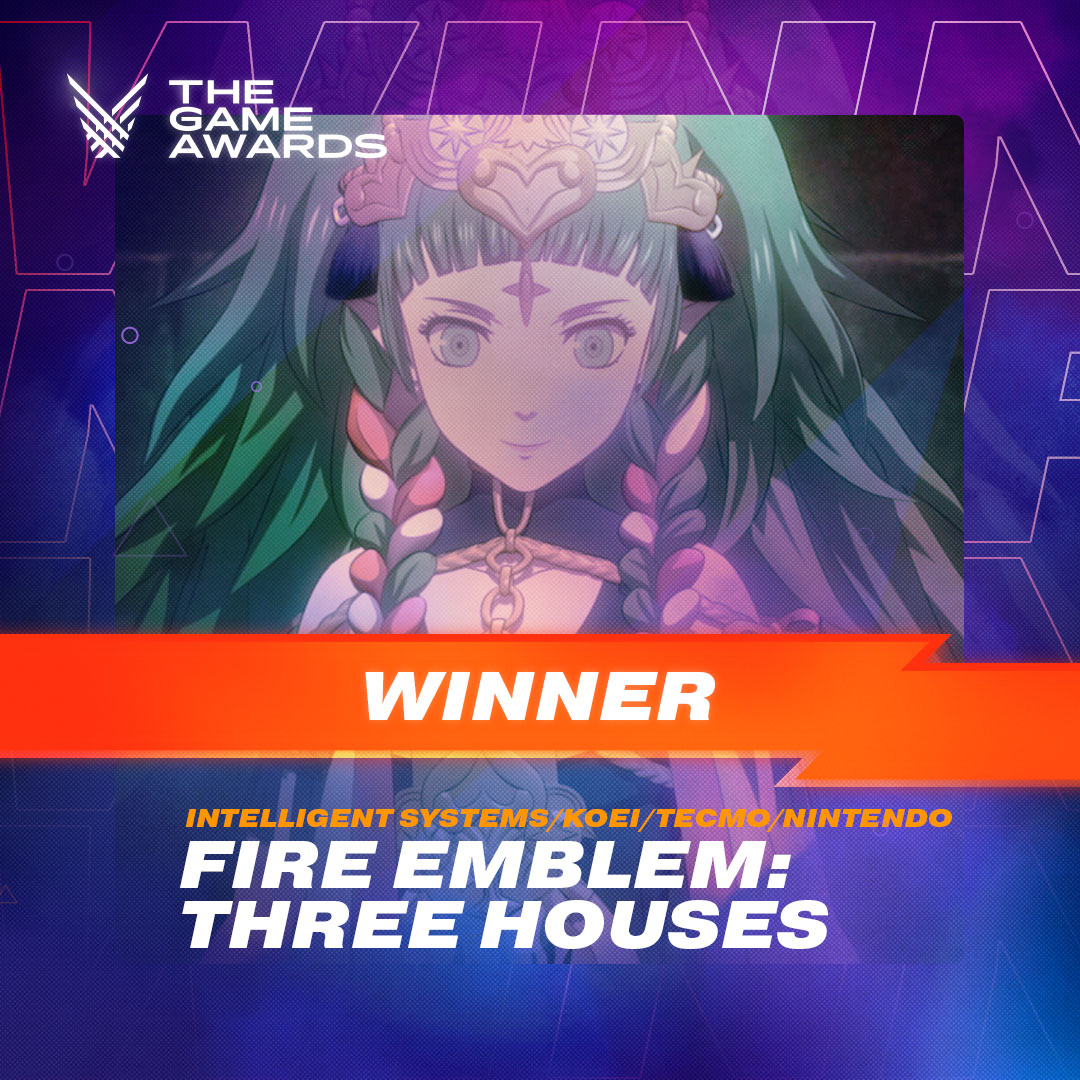 THE
GAME
AWARDS
WINNER
INTELLIGENT SYSTEMS/KOEI/TECMO/NINTENDO
FIRE EMBLEM:
THREE HOUSES